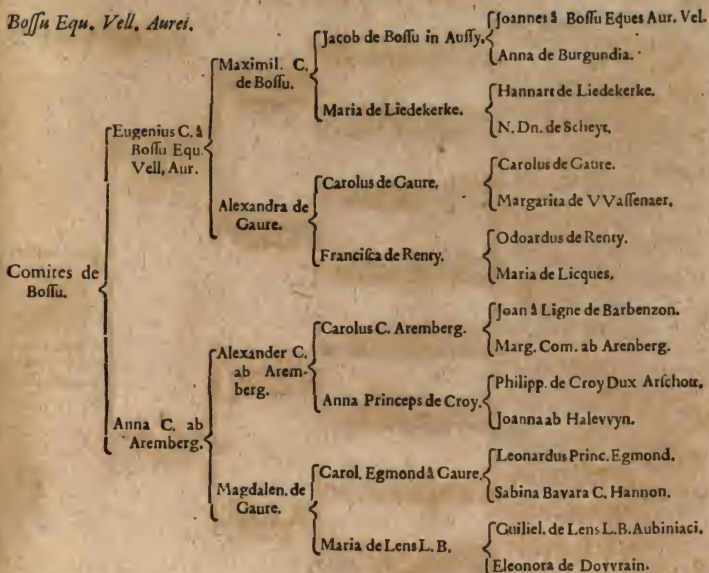 Boſſu Equ. Vell. Aurei.
Comites de
Boſſu.
Eugenius C. â
Boſſu Equ.
Vell. Aur.
Anna C. ab
Aremberg.
Maximil. C.
de Boſſu.
Alexandra de
Gaure.
Alexander C.
ab Arem-
berg.
Magdalen. de
Gaure.
Jacob de Boſſu in Auſſy.
Maria de Liedekerke.
Carolus de Gaure.
Franciſca de Renty.
Carolus C. Aremberg.
Anna Princeps de Croy.
Carol. Egmond â Gaure.
Maria de Lens L. B.
Joannes â Boſſu Eques Aur. Vel.
Anna de Burgundia.
Hannart de Liedekerke.
N. Dn. de Scheyt.
Carolus de Gaure.
Margarita de VVaſſenaer.
Odoardus de Renty.
Maria de Licques.
Joan â Ligne de Barbenzon.
Marg. Com. ab Arenberg.
Philipp. de Croy Dux Arſchott.
Joanna ab Halevvyn.
Leonardus Princ. Egmond.
Sabina Bavara C. Hannon.
Guiliel. de Lens L. B. Aubiniaci.
Eleonora de Dovvrain.